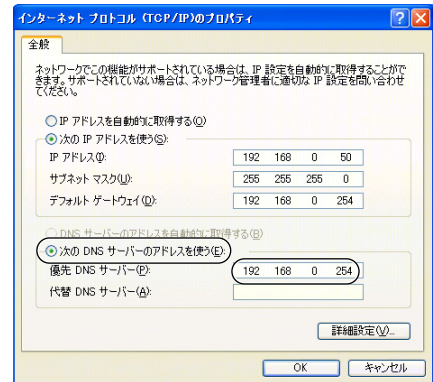 インターネット プロトコル (TCP/IP)のプロパティ
全般
ネットワークでこの機能がサポートされている場合は、IP 設定を自動的に取得することがで
きます。サポートされていない場合は、ネットワーク管理者に適切な IP 設定を問い合わせ
てください。
IP アドレスを自動的に取得する(O)
次の IP アドレスを使う(S):
IP アドレス(I): 192 168 0 50
サブネット マスク(U): 255 255 255 0
デフォルト ゲートウェイ(D): 192 168 0 254
DNS サーバーのアドレスを自動的に取得する(B)
次の DNS サーバーのアドレスを使う(E):
優先 DNS サーバー(P): 192 168 0 254
代替 DNS サーバー(A):
詳細設定(V)...
OK キャンセル